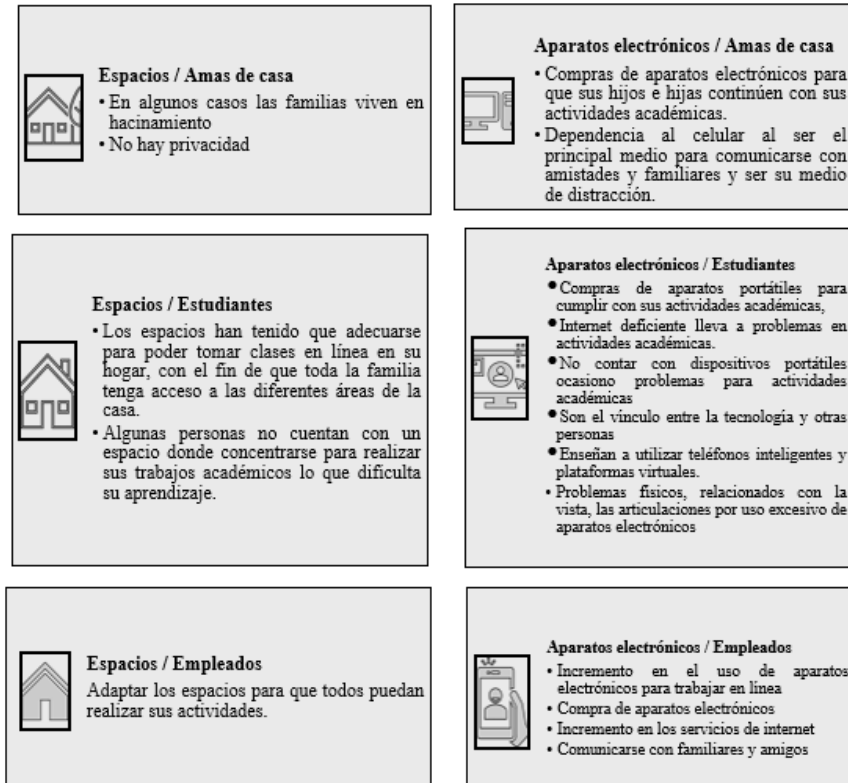 Espacios / Amas de casa
• En algunos casos las familias viven en
hacinamiento
• No hay privacidad
Aparatos electrónicos / Amas de casa
• Compras de aparatos electrónicos para
que sus hijos e hijas continúen con sus
actividades académicas.
• Dependencia al celular al ser el
principal medio para comunicarse con
amistades y familiares y ser su medio
de distracción.
Espacios / Estudiantes
• Los espacios han tenido que adecuarse
para poder tomar clases en línea en su
hogar, con el fin de que toda la familia
tenga acceso a las diferentes áreas de la
casa.
• Algunas personas no cuentan con un
espacio donde concentrarse para realizar
sus trabajos académicos lo que dificulta
su aprendizaje.
Aparatos electrónicos / Estudiantes
• Compras de aparatos portátiles para
cumplir con sus actividades académicas,
• Internet deficiente lleva a problemas en
actividades académicas.
• No contar con dispositivos portátiles
ocasiono problemas para actividades
académicas
• Son el vinculo entre la tecnología y otras
personas
• Enseñan a utilizar teléfonos inteligentes y
plataformas virtuales.
• Problemas físicos, relacionados con la
vista, las articulaciones por uso excesivo de
aparatos electrónicos
Espacios / Empleados
Adaptar los espacios para que todos puedan
realizar sus actividades.
Aparatos electrónicos / Empleados
• Incremento en el uso de aparatos
electrónicos para trabajar en línea
• Compra de aparatos electrónicos
• Incremento en los servicios de internet
• Comunicarse con familiares y amigos